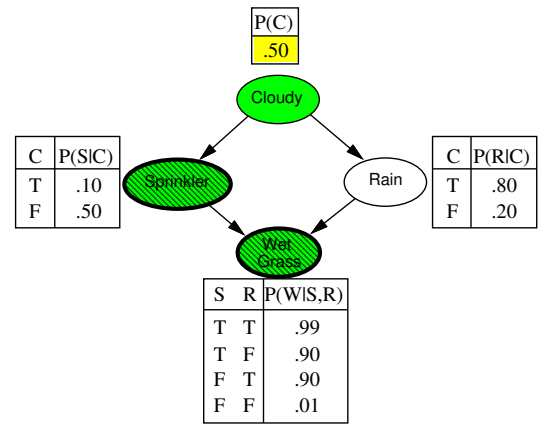 P(C)
.50
Cloudy
C P(S|C)
T .10
F .50
Sprinkler
Rain
C P(R|C)
T .80
F .20
Wet
Grass
S R P(W|S,R)
T T .99
T F .90
F T .90
F F .01